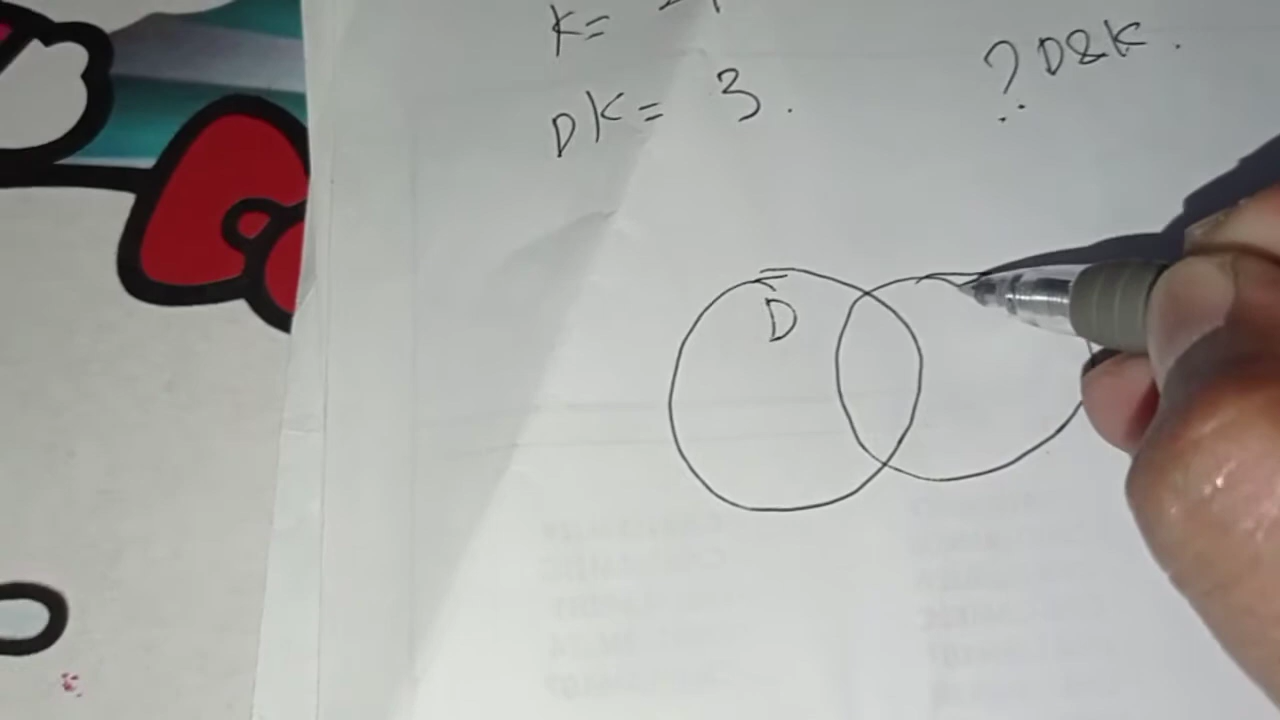 K=
? D&K.
DK= 3.
D